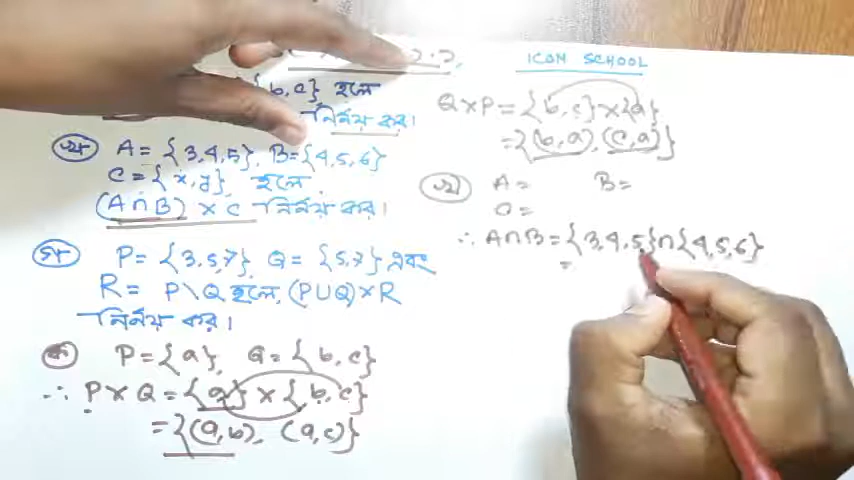 {b,c} হলে
নির্ণয় কর।
খ A = {3,4,5}, B={4,5,6}
C = {x,y}, হলে
(A∩B) × C নির্ণয় কর।
গ P= {3,5,7} Q= {5,7} এবং
R= P\Q হলে, (PUQ)×R
নির্ণয় কর।
ক P={a}, Q={b,c}
∴ P×Q = {a} × {b,c}
= {(a,b), (a,c)}
ICON SCHOOL
Q×P = {b,c}×{a}
= {(b,a), (c,a)}
খ A= B=
C=
∴ A∩B={3,4,5}∩{4,5,6}
=